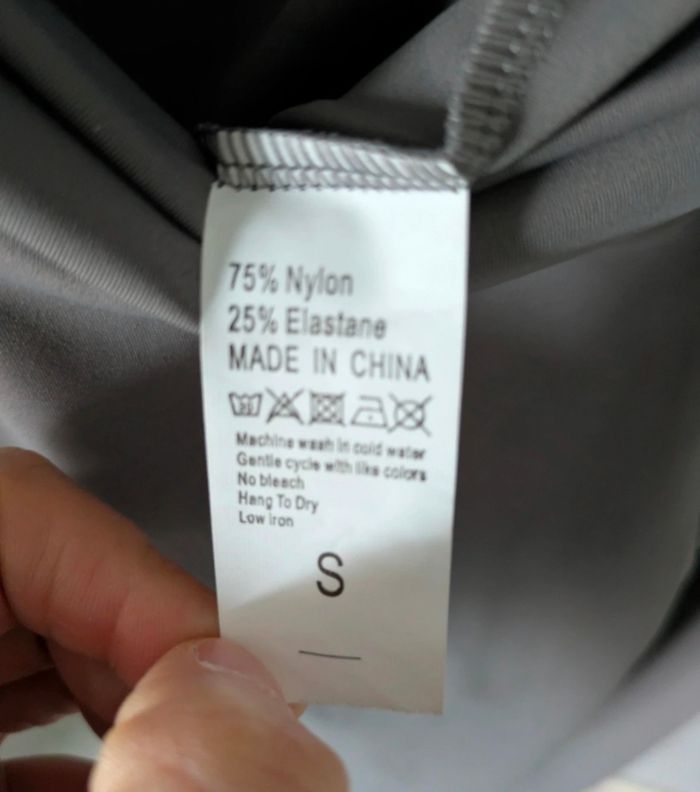 75% Nylon
25% Elastane
MADE IN CHINA
Machine wash in cold water
Gentle cycle with like colors
No bleach
Hang To Dry
Low iron
S